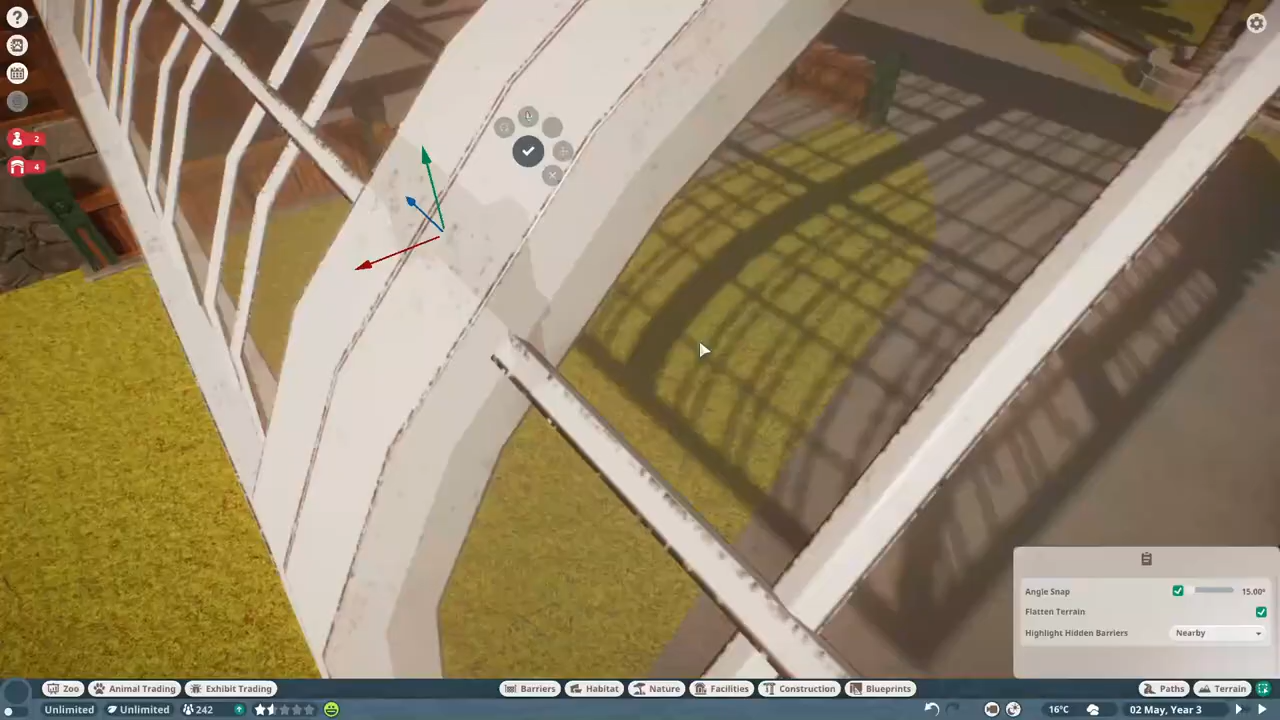 2
4
Angle Snap 15.00°
Flatten Terrain
Highlight Hidden Barriers Nearby
Zoo Animal Trading Exhibit Trading Barriers Habitat Nature Facilities Construction Blueprints Paths Terrain
Unlimited Unlimited 242 16°C 02 May, Year 3